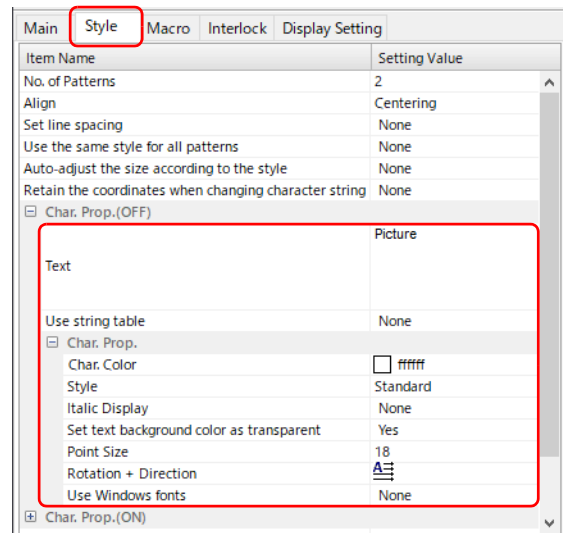 Main Style Macro Interlock Display Setting
Item Name Setting Value
No. of Patterns 2
Align Centering
Set line spacing None
Use the same style for all patterns None
Auto-adjust the size according to the style None
Retain the coordinates when changing character string None
Char. Prop.(OFF)
Picture
Text
Use string table None
Char. Prop.
Char. Color ffffff
Style Standard
Italic Display None
Set text background color as transparent Yes
Point Size 18
Rotation + Direction A
Use Windows fonts None
Char. Prop.(ON)